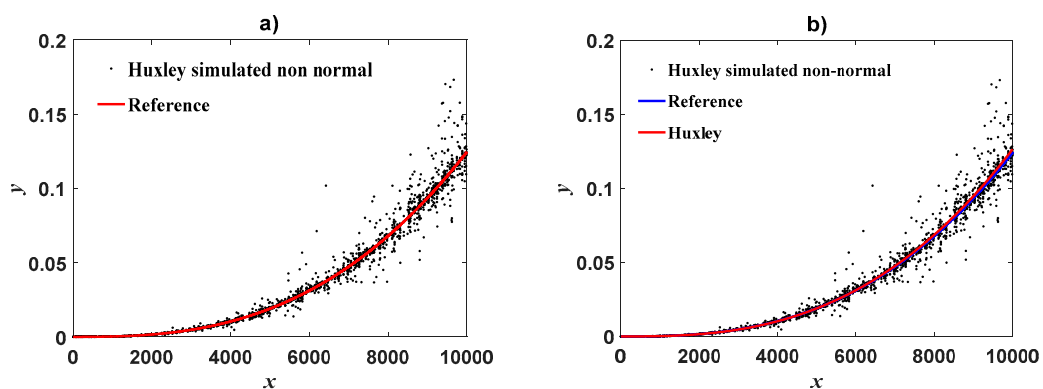 a)
0.2
0.15
0.1
0.05
0
y
Huxley simulated non normal
Reference
0 2000 4000 6000 8000 10000
x
b)
0.2
0.15
0.1
0.05
0
y
Huxley simulated non-normal
Reference
Huxley
0 2000 4000 6000 8000 10000
x